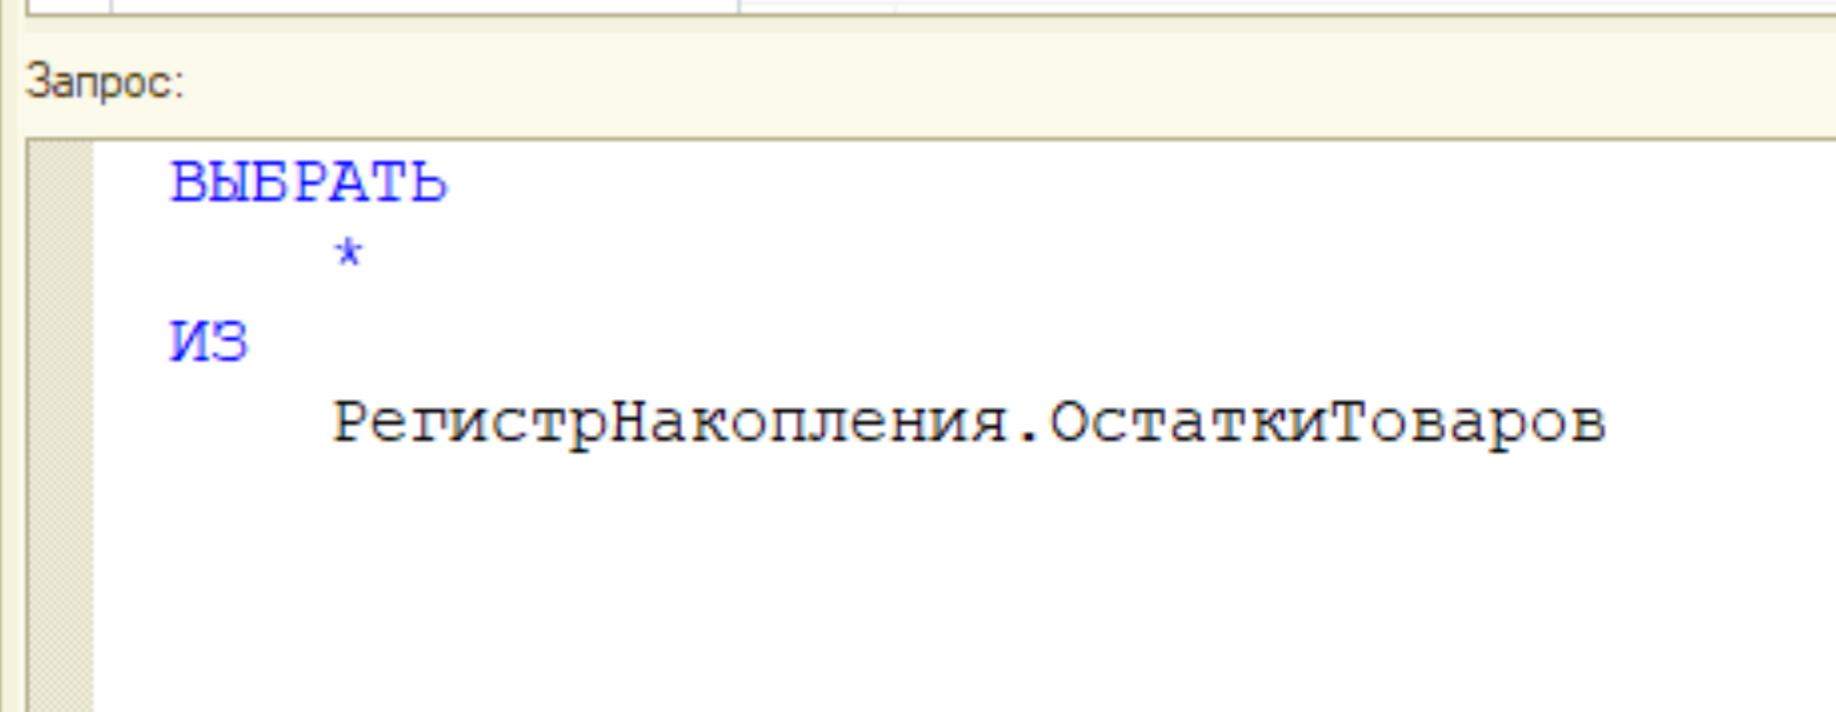 Запрос:
ВЫБРАТЬ
*
ИЗ
РегистрНакопления.ОстаткиТоваров